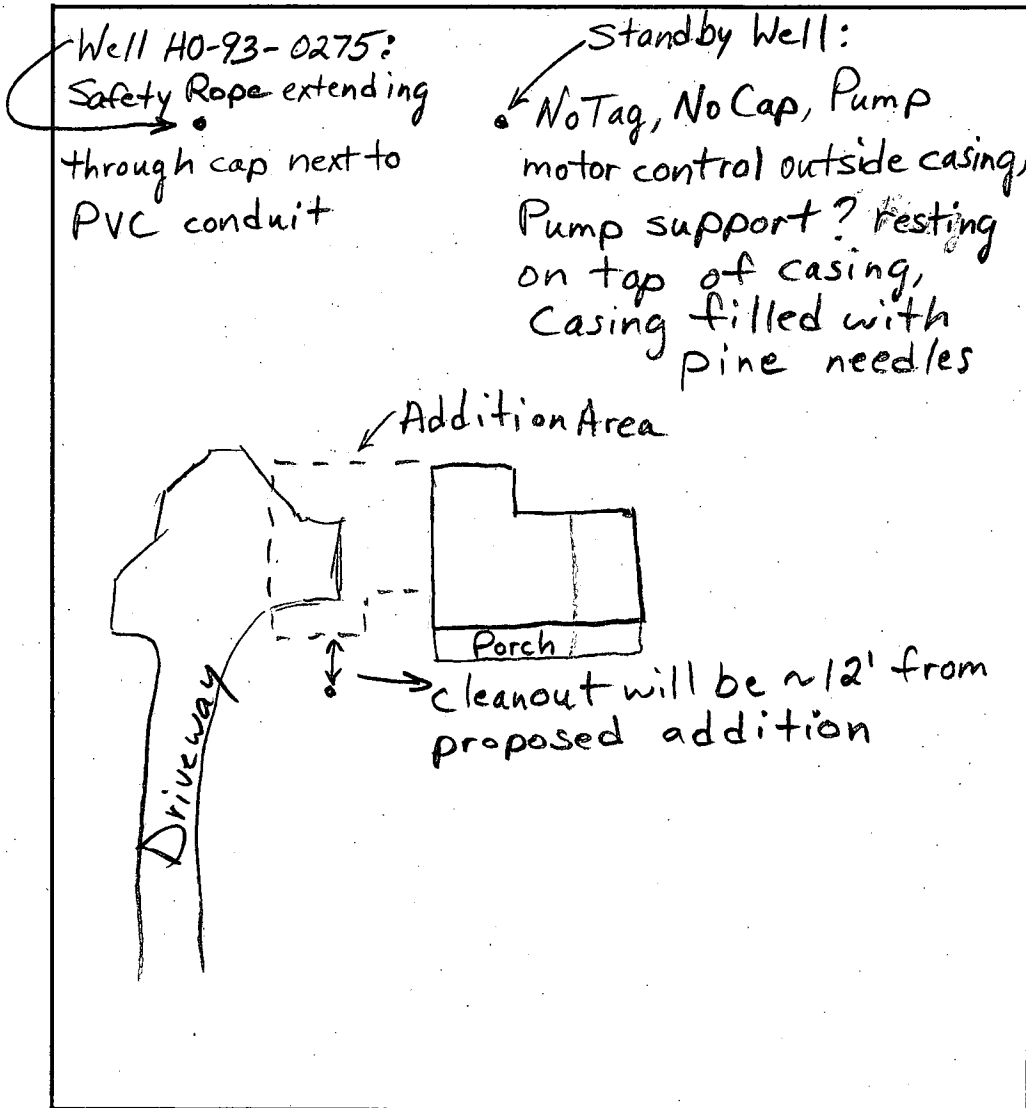 Well HO-93-0275:
Safety Rope extending
through cap next to
PVC conduit
Standby Well:
No Tag, No Cap, Pump
motor control outside casing,
Pump support? resting
on top of casing,
Casing filled with
pine needles
Addition Area
Porch
cleanout will be ~12' from
proposed addition
Driveway